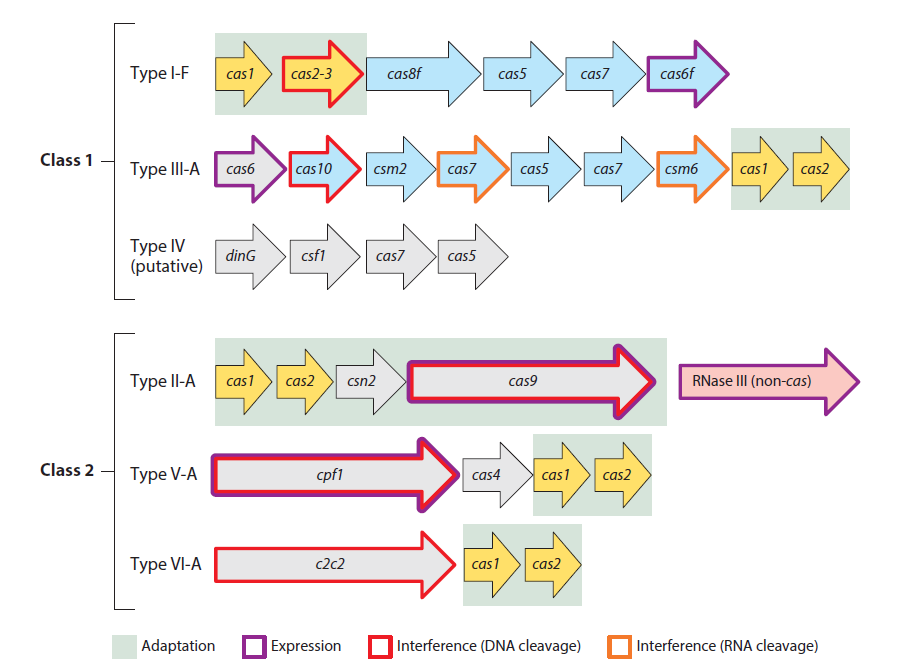 Class 1
Type I-F
cas1 cas2-3 cas8f cas5 cas7 cas6f
Type III-A
cas6 cas10 csm2 cas7 cas5 cas7 csm6 cas1 cas2
Type IV
(putative)
dinG csf1 cas7 cas5
Class 2
Type II-A
cas1 cas2 csn2 cas9 RNase III (non-cas)
Type V-A
cpf1 cas4 cas1 cas2
Type VI-A
c2c2 cas1 cas2
Adaptation Expression Interference (DNA cleavage) Interference (RNA cleavage)